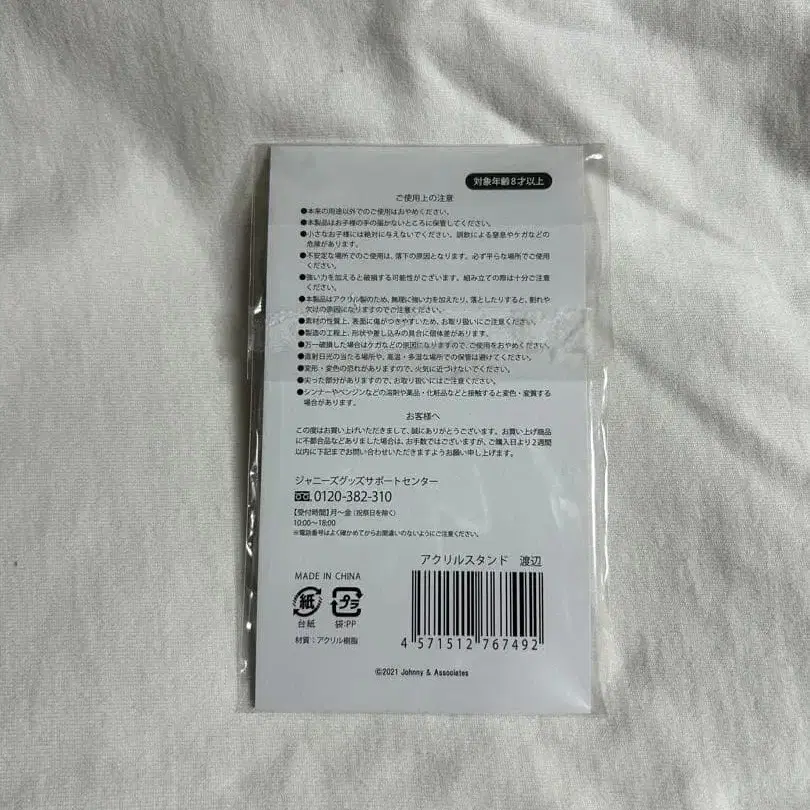 対象年齢8才以上
ご使用上の注意
●本来の用途以外でのご使用はおやめください。
●本製品はお子様の手の届かないところに保管してください。
●小さなお子様には絶対に与えないでください。誤飲による窒息やケガなどの
危険があります。
●不安定な場所でのご使用は、落下の原因となります。必ず平らな場所でご使用
ください。
●強い力を加えると破損する可能性がございます。組み立ての際は十分ご注意
ください。
●本製品はアクリル製のため、無理に強い力を加えたり、落としたりすると、割れや
欠けの原因になりますのでご注意ください。
●素材の性質上、表面に傷がつきやすいため、お取り扱いにご注意ください。
●製造の工程上、形状や差し込みの具合に個体差があります。
●万一破損した場合はケガなどの原因になりますので、ご使用をおやめください。
●直射日光の当たる場所や、高温・多湿な場所での保管は避けてください。
●変形・変色の恐れがありますので、火気に近づけないでください。
●尖った部分がありますので、お取り扱いにはご注意ください。
●シンナーやベンジンなどの溶剤や薬品・化粧品などと接触すると変色・変質する
場合があります。
お客様へ
この度はお買い上げいただきまして、誠にありがとうございます。お買い上げ商品
に不都合品などありました場合は、お手数ではございますが、ご購入日より2週間
以内に下記までお問い合わせいただきますようお願い申し上げます。
ジャニーズグッズサポートセンター
0120-382-310
【受付時間】月〜金(祝祭日を除く)
10:00〜18:00
※電話番号はよく確かめてからお間違いのないようにご注意ください。
アクリルスタンド 渡辺
MADE IN CHINA
紙 プラ
台紙 袋:PP
材質:アクリル樹脂
4 571512 767492
©2021 Johnny & Associates